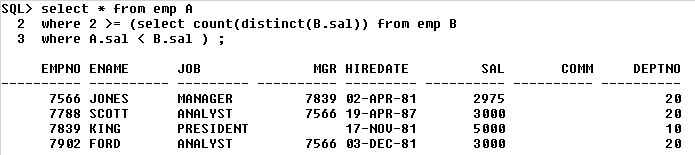 SQL> select * from emp A
2 where 2 >= (select count(distinct(B.sal)) from emp B
3 where A.sal < B.sal ) ;
EMPNO ENAME JOB MGR HIREDATE SAL COMM DEPTNO
---------- ---------- --------- ---------- --------- ---------- ---------- ----------
7566 JONES MANAGER 7839 02-APR-81 2975 20
7788 SCOTT ANALYST 7566 19-APR-87 3000 20
7839 KING PRESIDENT 17-NOV-81 5000 10
7902 FORD ANALYST 7566 03-DEC-81 3000 20